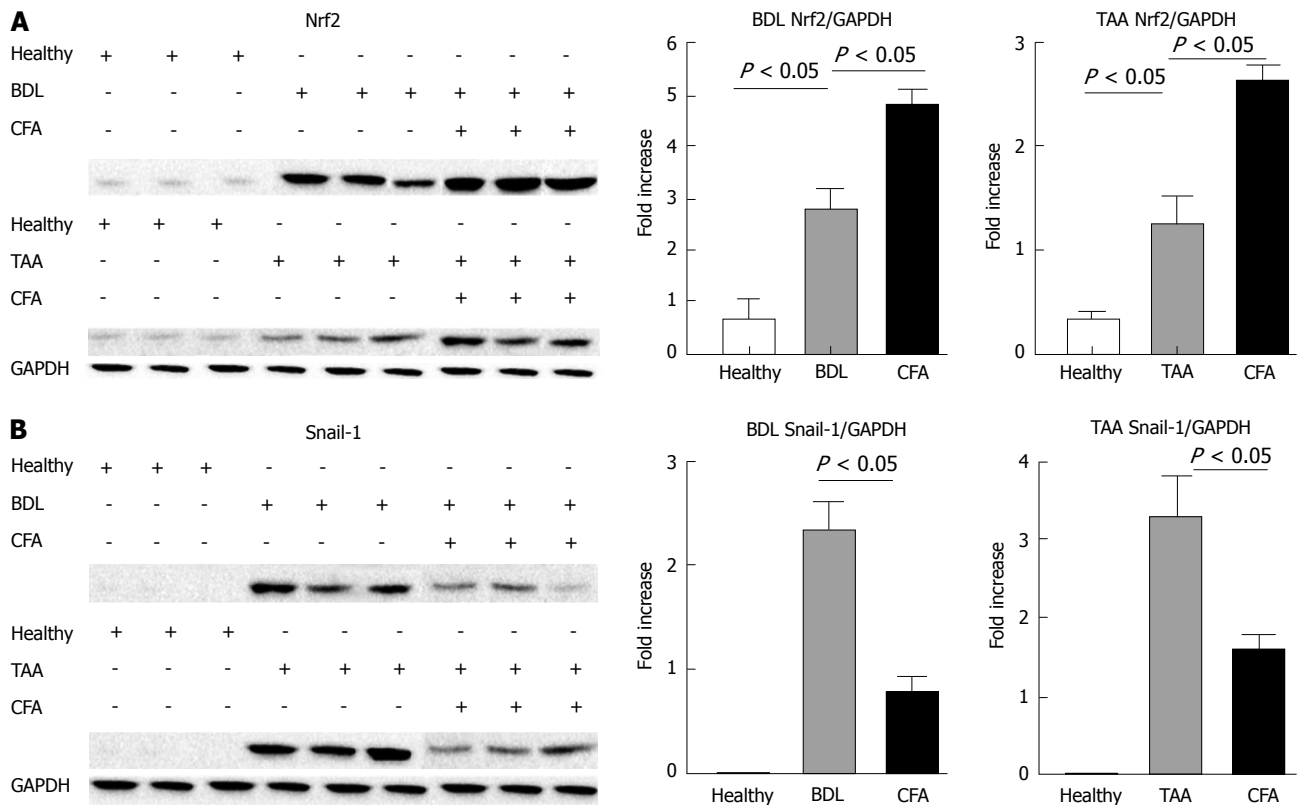 A
Nrf2
Healthy + + + - - - - - -
BDL - - - + + + + + +
CFA - - - - - - + + +
Healthy + + + - - - - - -
TAA - - - + + + + + +
CFA - - - - - - + + +
GAPDH
BDL Nrf2/GAPDH
P < 0.05
P < 0.05
Fold increase
6
5
4
3
2
1
0
Healthy BDL CFA
TAA Nrf2/GAPDH
P < 0.05
P < 0.05
Fold increase
3
2
1
0
Healthy TAA CFA
B
Snail-1
Healthy + + + - - - - - -
BDL - - - + + + + + +
CFA - - - - - - + + +
Healthy + + + - - - - - -
TAA - - - + + + + + +
CFA - - - - - - + + +
GAPDH
BDL Snail-1/GAPDH
P < 0.05
Fold increase
3
2
1
0
Healthy BDL CFA
TAA Snail-1/GAPDH
P < 0.05
Fold increase
4
3
2
1
0
Healthy TAA CFA